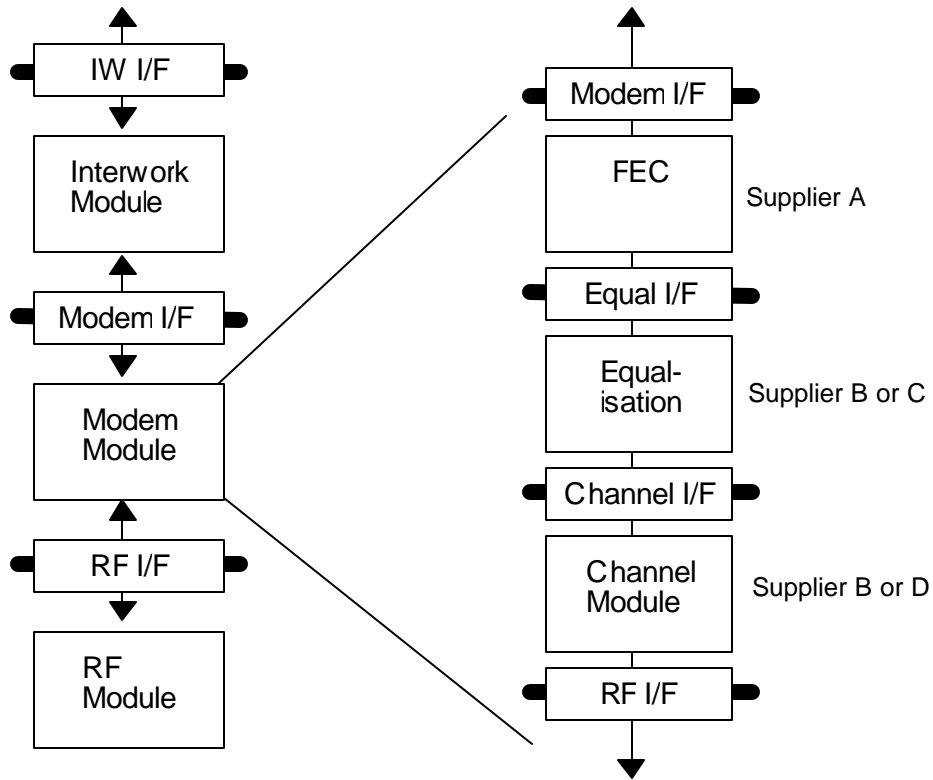 IW I/F
Interwork
Module
Modem I/F
Modem
Module
RF I/F
RF
Module
Modem I/F
FEC
Supplier A
Equal I/F
Equal-
isation
Supplier B or C
Channel I/F
Channel
Module
Supplier B or D
RF I/F